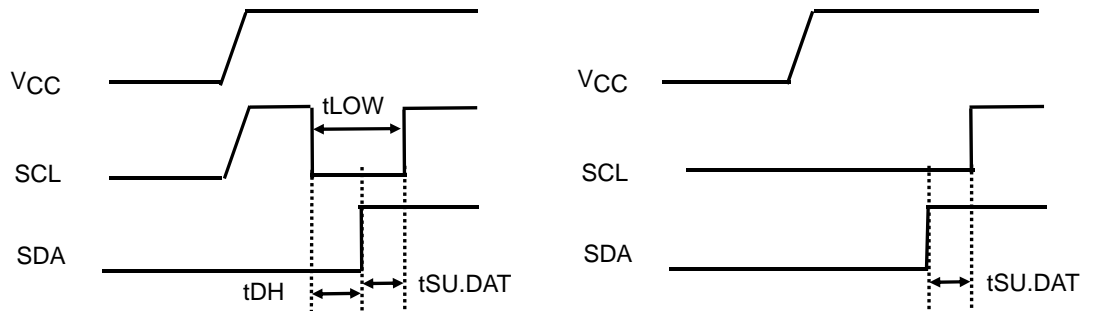 VCC
tLOW
SCL
SDA
tDH
tSU.DAT
VCC
SCL
SDA
tSU.DAT